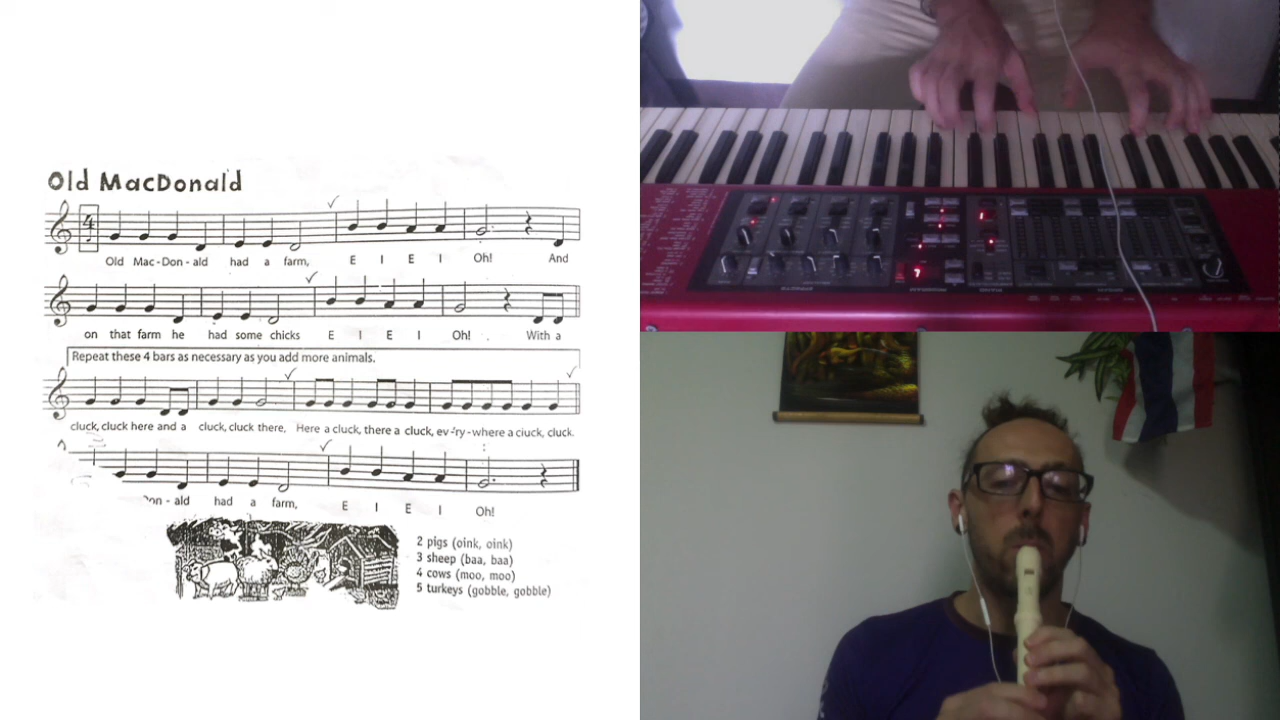 Old MacDonald
4
Old Mac-Don-ald had a farm, E I E I Oh! And
on that farm he had some chicks E I E I Oh! With a
Repeat these 4 bars as necessary as you add more animals.
cluck, cluck here and a cluck, cluck there, Here a cluck, there a cluck, ev-'ry-where a cluck, cluck.
on - ald had a farm, E I E I Oh!
2 pigs (oink, oink)
3 sheep (baa, baa)
4 cows (moo, moo)
5 turkeys (gobble, gobble)